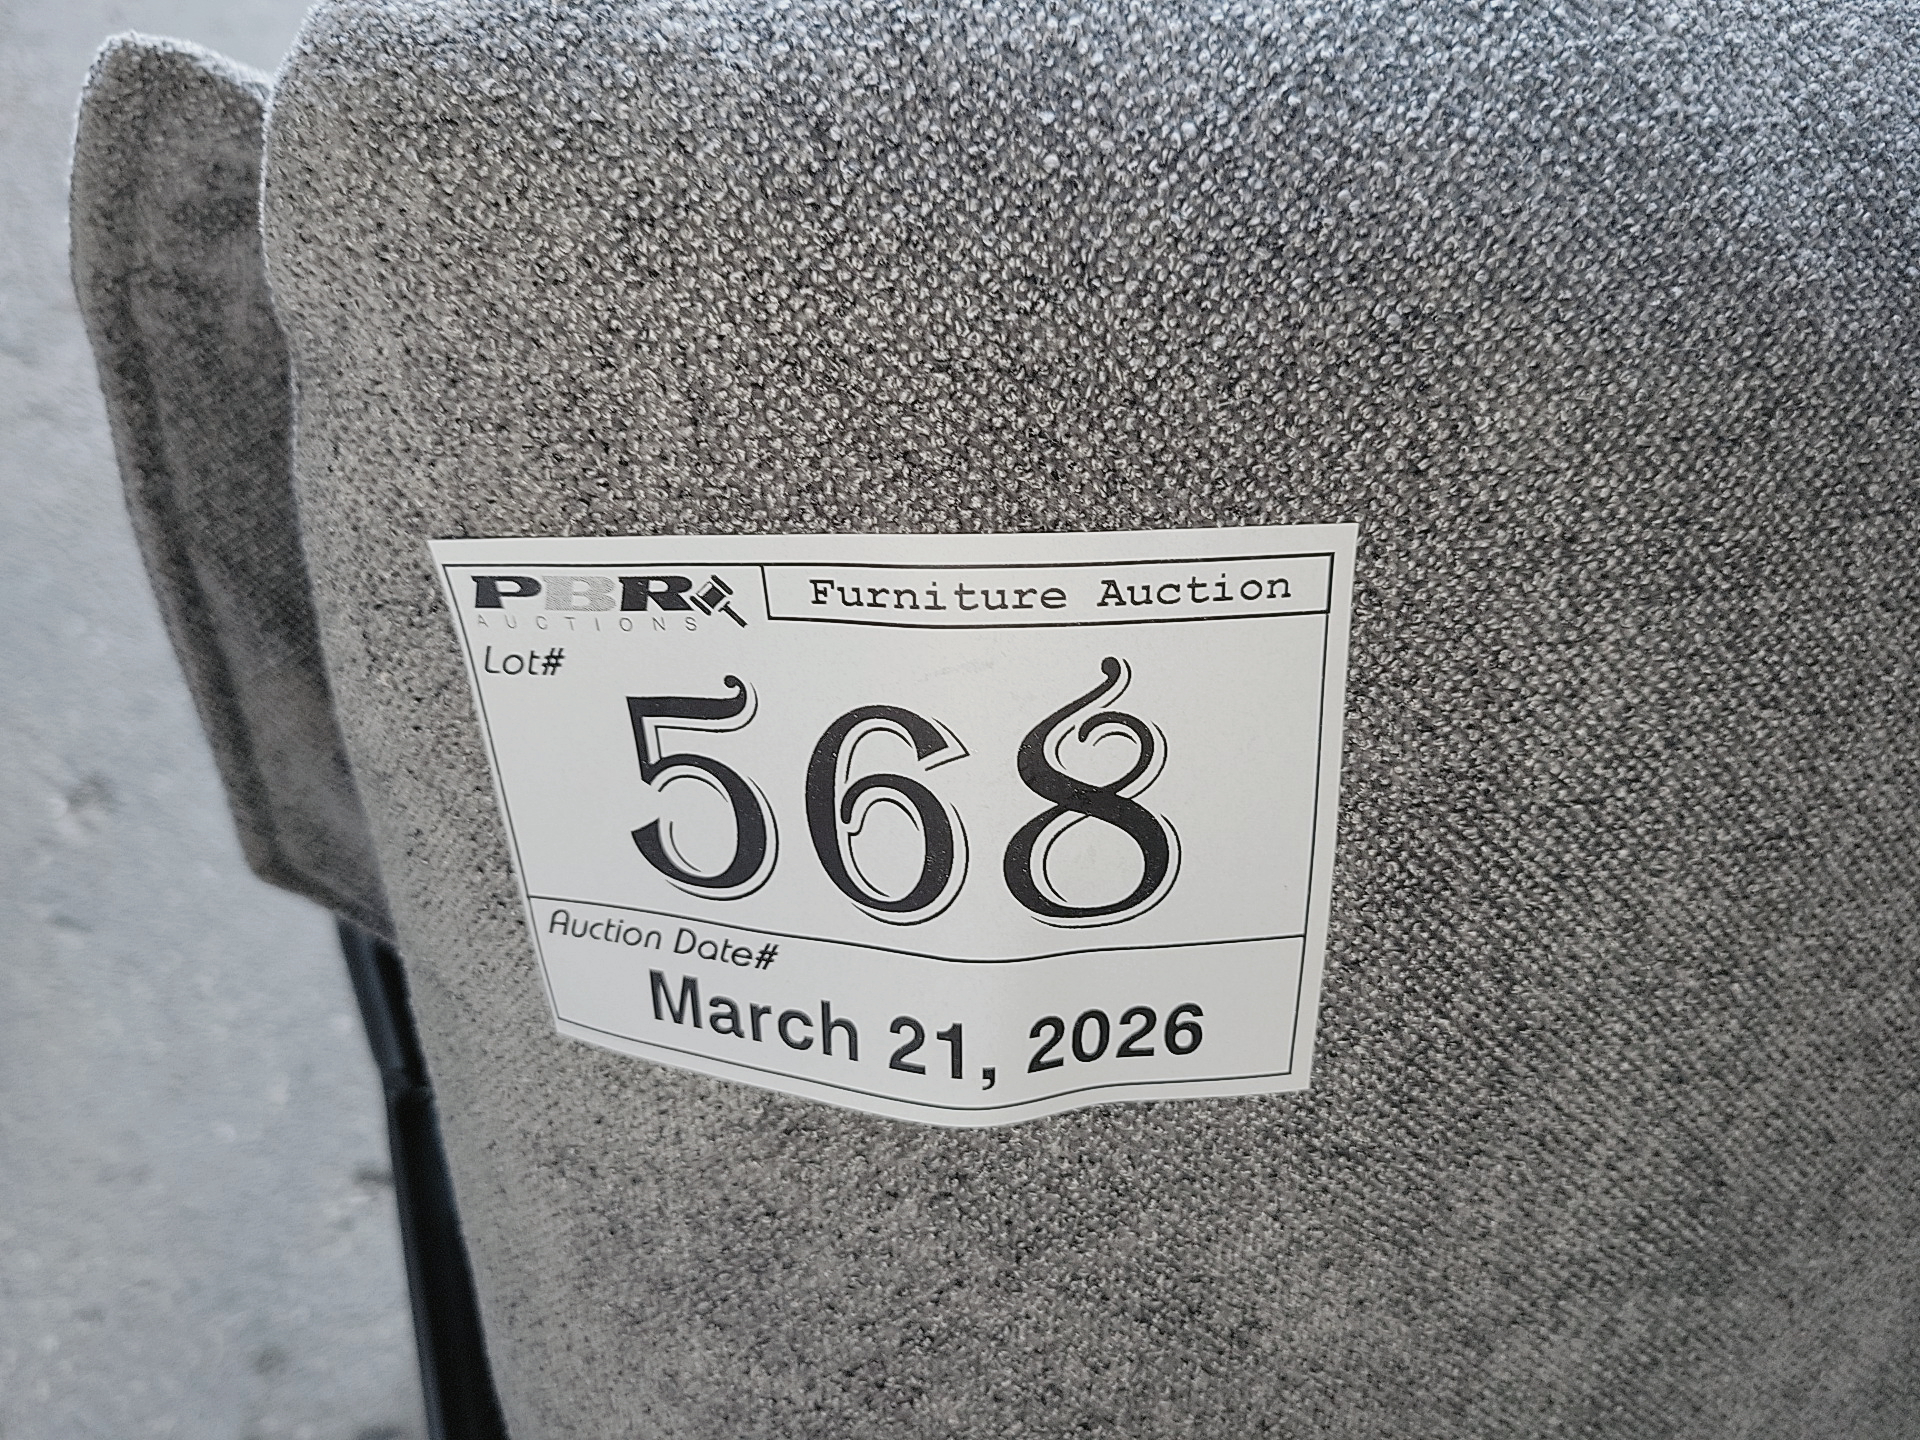 PBR
AUCTIONS
Furniture Auction
Lot#
568
Auction Date#
March 21, 2026